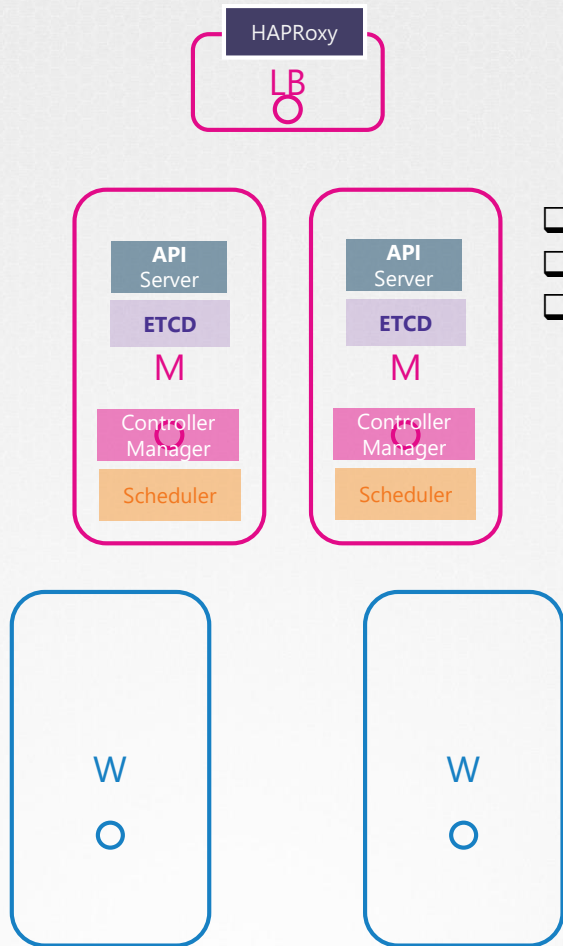 HAPRoxy
LB
API
Server
ETCD
M
Controller
Manager
Scheduler
API
Server
ETCD
M
Controller
Manager
Scheduler
W
W